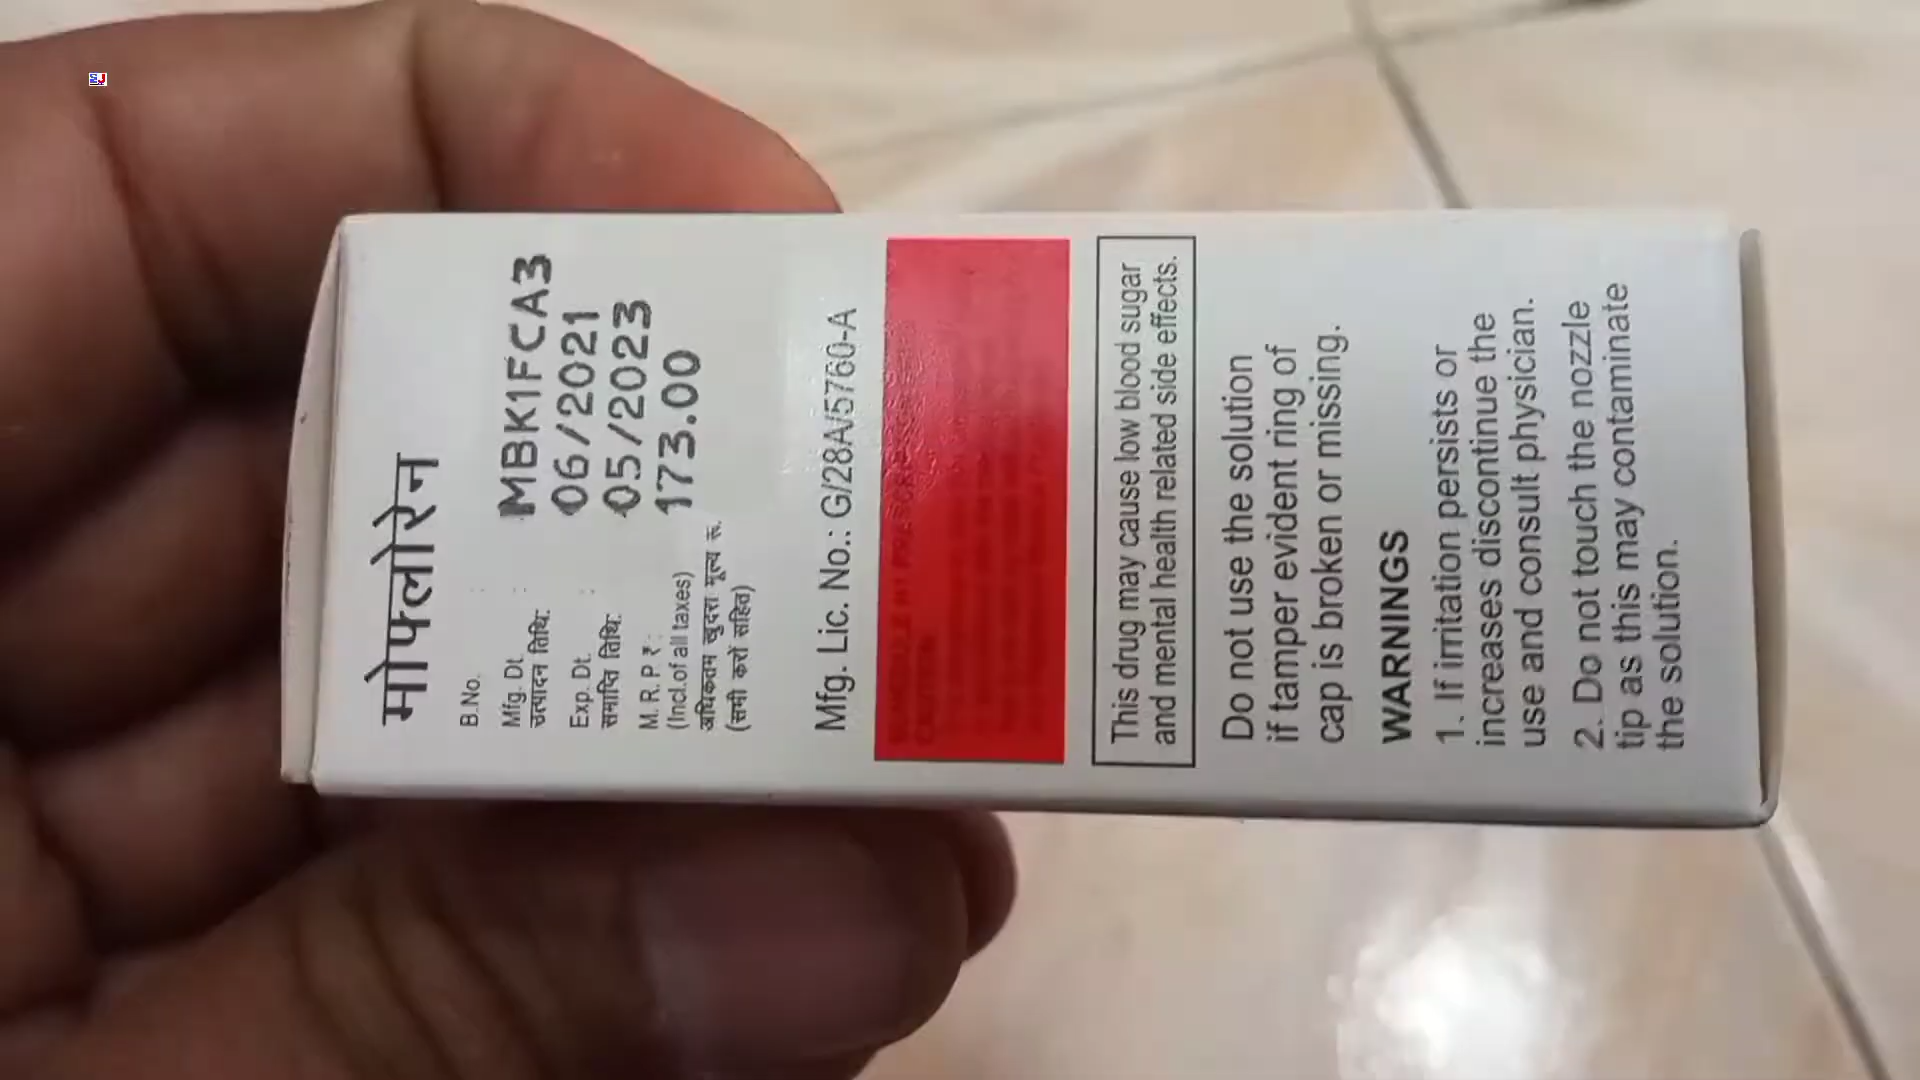 मोफ्लोरेन
B.No. :
MBK1FCA3
Mfg. Dt. :
उत्पादन तिथि:
06/2021
Exp. Dt. :
समाप्ति तिथि:
05/2023
M. R. P. ₹ :
173.00
(Incl.of all taxes)
अधिकतम खुदरा मूल्य रू.
(सभी करों सहित)
Mfg. Lic. No.: G/28A/5760-A
This drug may cause low blood sugar
and mental health related side effects.
Do not use the solution
if tamper evident ring of
cap is broken or missing.
WARNINGS
1. If irritation persists or
increases discontinue the
use and consult physician.
2. Do not touch the nozzle
tip as this may contaminate
the solution.